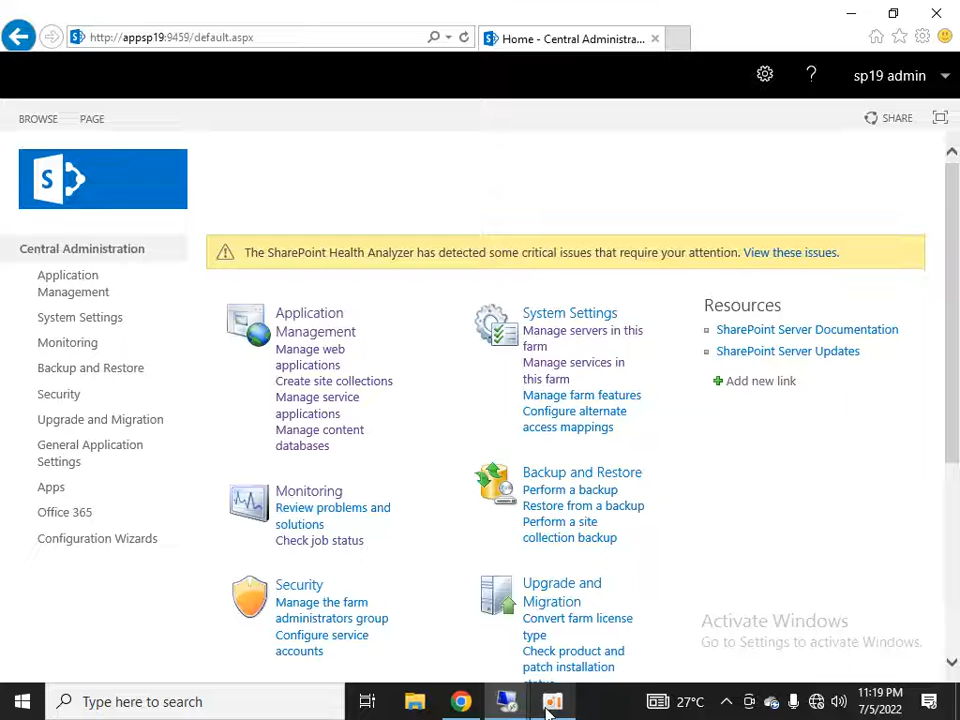 http://appsp19:9459/default.aspx
Home - Central Administra...
sp19 admin
BROWSE PAGE
SHARE
S
The SharePoint Health Analyzer has detected some critical issues that require your attention. View these issues.
Central Administration
Application
Management
System Settings
Monitoring
Backup and Restore
Security
Upgrade and Migration
General Application
Settings
Apps
Office 365
Configuration Wizards
Application
Management
Manage web
applications
Create site collections
Manage service
applications
Manage content
databases
Monitoring
Review problems and
solutions
Check job status
Security
Manage the farm
administrators group
Configure service
accounts
System Settings
Manage servers in this
farm
Manage services in
this farm
Manage farm features
Configure alternate
access mappings
Backup and Restore
Perform a backup
Restore from a backup
Perform a site
collection backup
Upgrade and
Migration
Convert farm license
type
Check product and
patch installation
status
Resources
SharePoint Server Documentation
SharePoint Server Updates
Add new link
Activate Windows
Go to Settings to activate Windows.
Type here to search
27°C
11:19 PM
7/5/2022